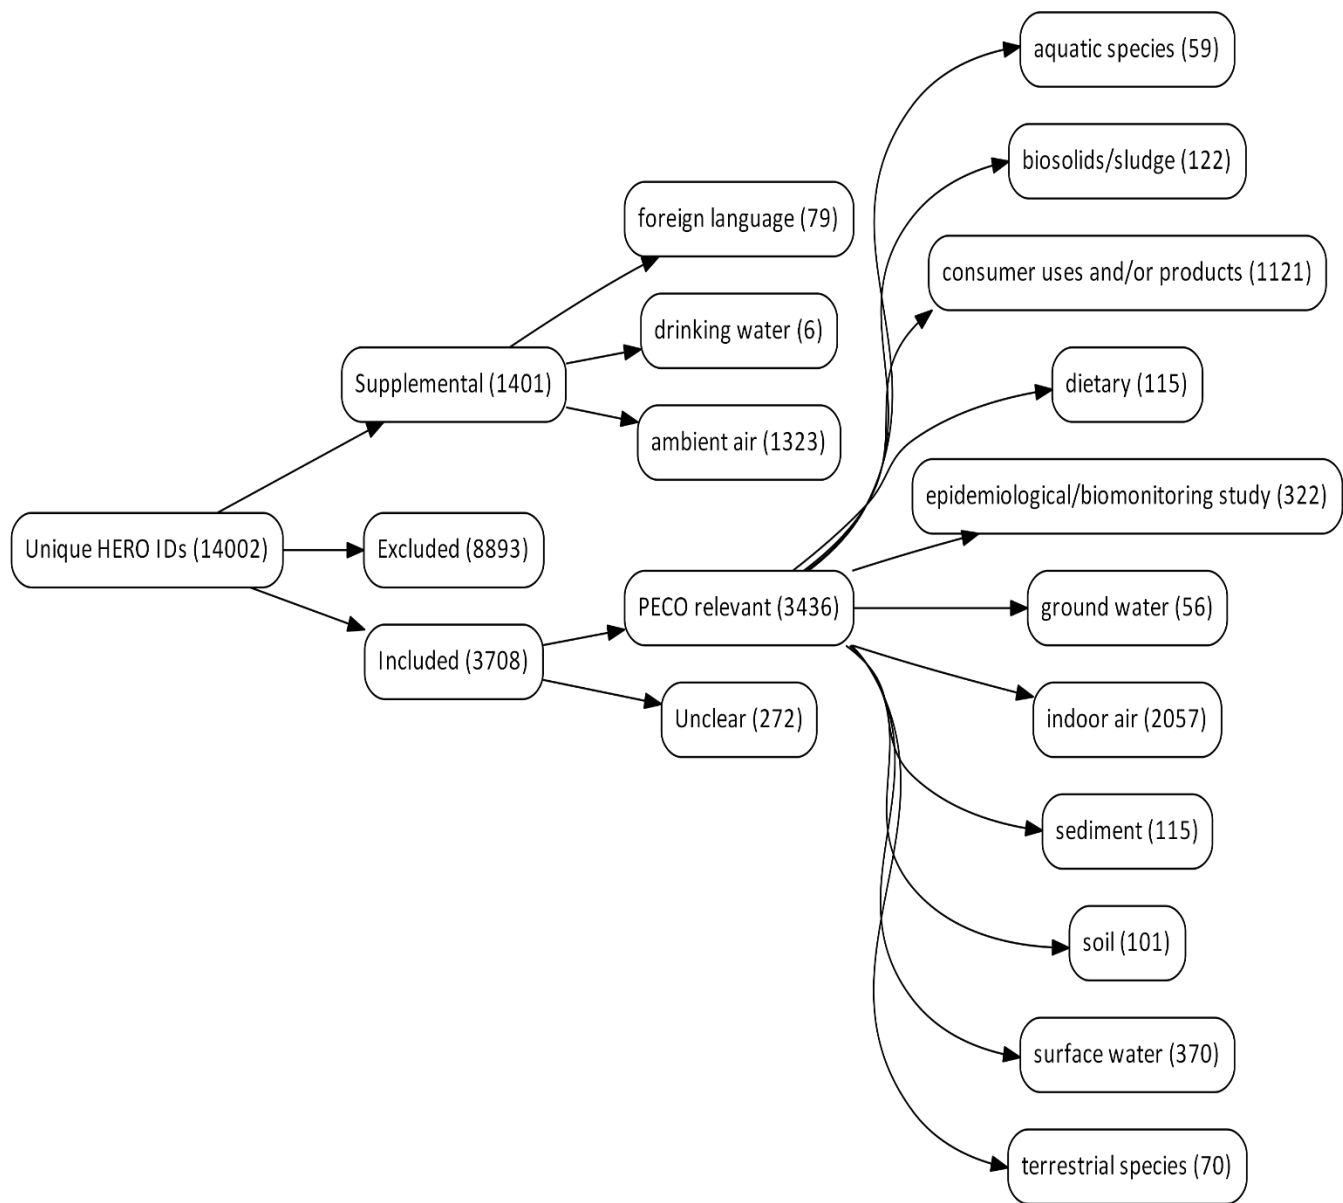 Unique HERO IDs (14002)
Supplemental (1401)
Excluded (8893)
Included (3708)
foreign language (79)
drinking water (6)
ambient air (1323)
PECO relevant (3436)
Unclear (272)
aquatic species (59)
biosolids/sludge (122)
consumer uses and/or products (1121)
dietary (115)
epidemiological/biomonitoring study (322)
ground water (56)
indoor air (2057)
sediment (115)
soil (101)
surface water (370)
terrestrial species (70)